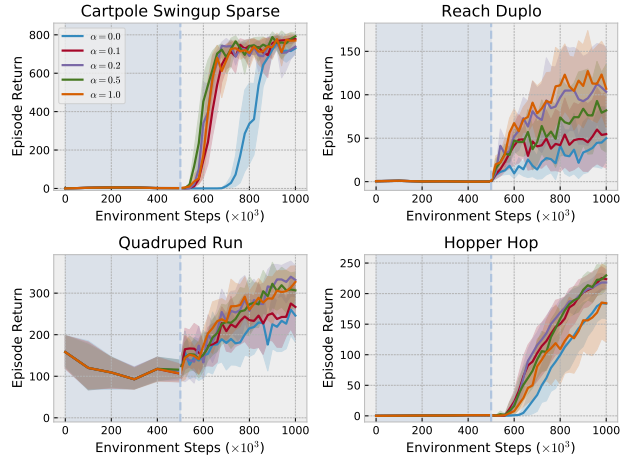 Cartpole Swingup Sparse
Episode Return
800
600
400
200
0
α = 0.0
α = 0.1
α = 0.2
α = 0.5
α = 1.0
0 200 400 600 800 1000
Environment Steps (×10³)
Reach Duplo
Episode Return
150
100
50
0
0 200 400 600 800 1000
Environment Steps (×10³)
Quadruped Run
Episode Return
300
200
100
0
0 200 400 600 800 1000
Environment Steps (×10³)
Hopper Hop
Episode Return
250
200
150
100
50
0
0 200 400 600 800 1000
Environment Steps (×10³)